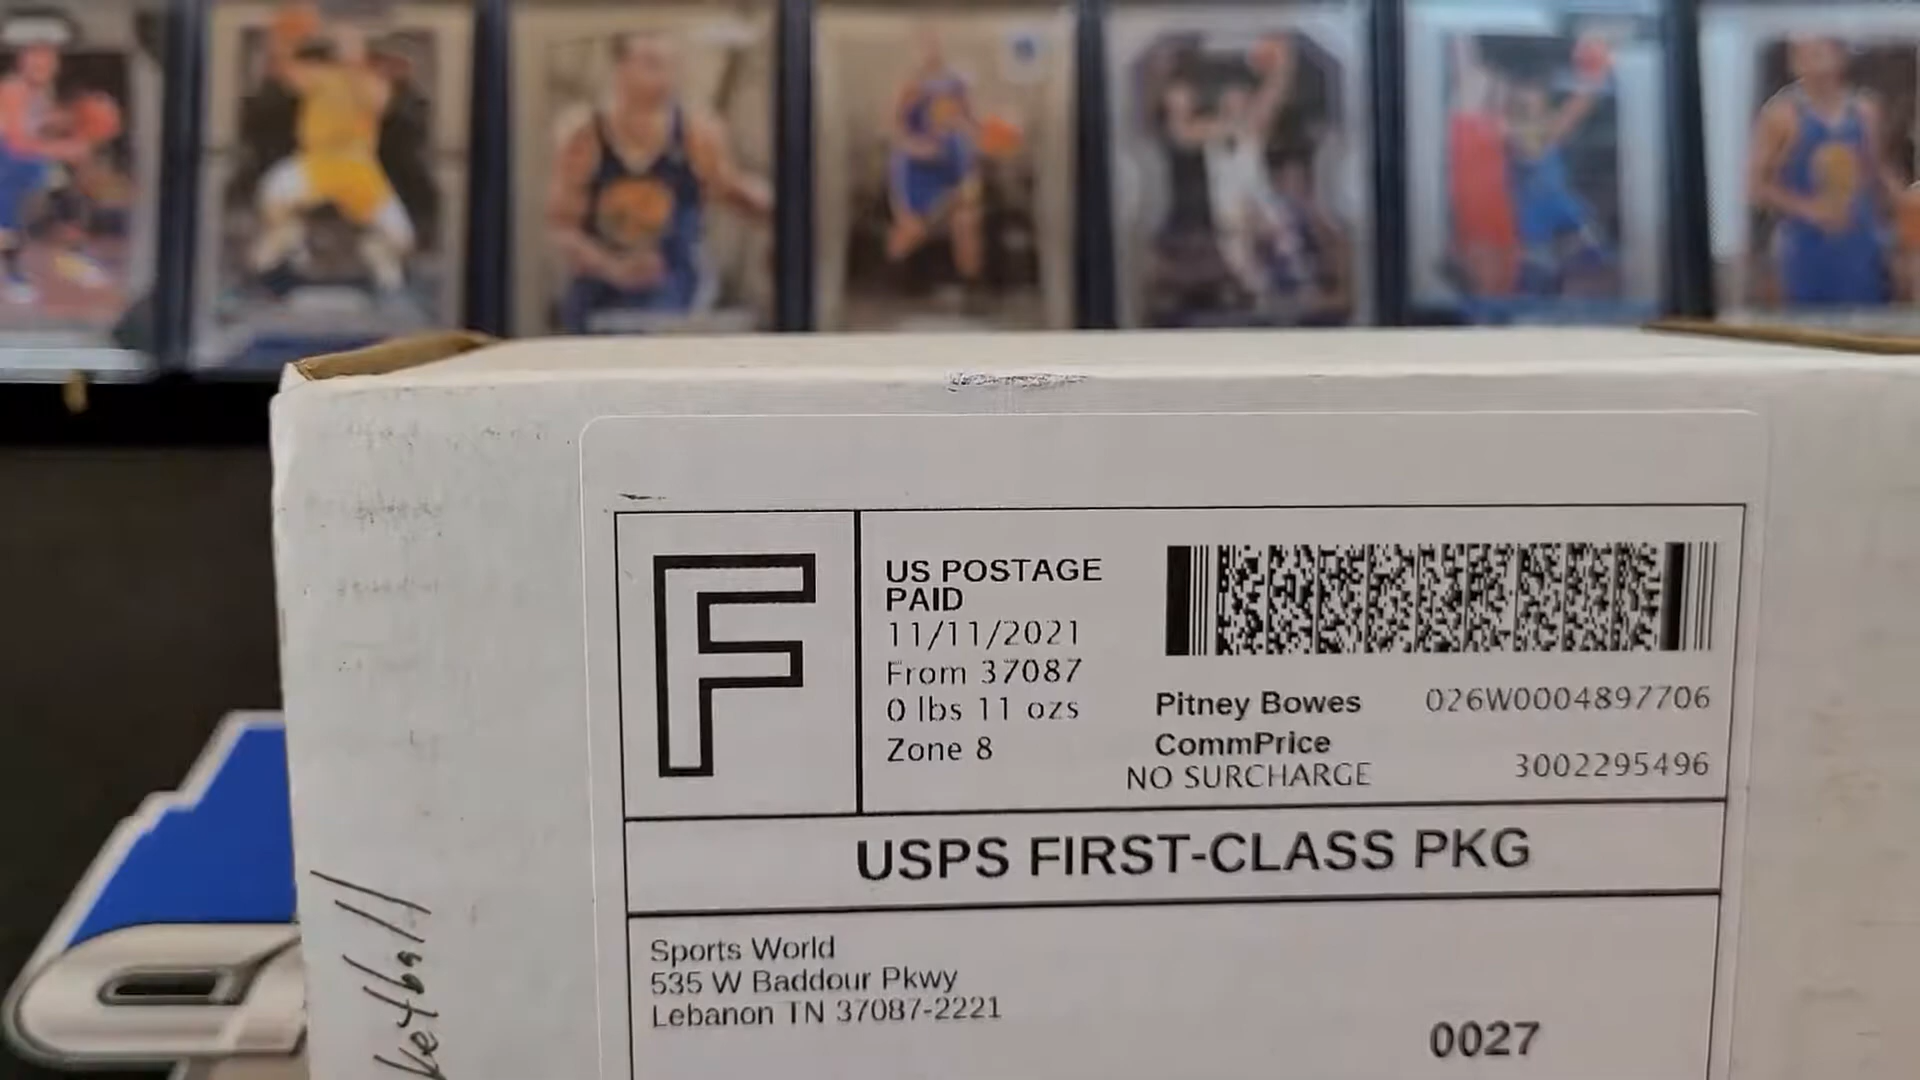 F
US POSTAGE
PAID
11/11/2021
From 37087
0 lbs 11 ozs
Zone 8
Pitney Bowes
026W0004897706
CommPrice
NO SURCHARGE
3002295496
USPS FIRST-CLASS PKG
Sports World
535 W Baddour Pkwy
Lebanon TN 37087-2221
0027
ketball